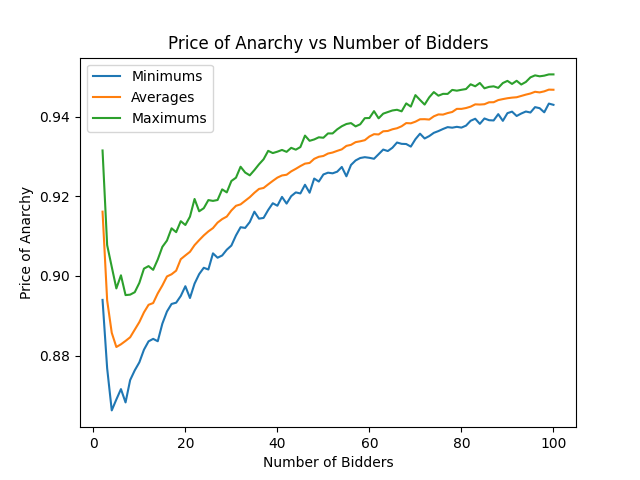 Price of Anarchy vs Number of Bidders
Minimums
Averages
Maximums
0.94
0.92
0.90
0.88
Price of Anarchy
0
20
40
60
80
100
Number of Bidders